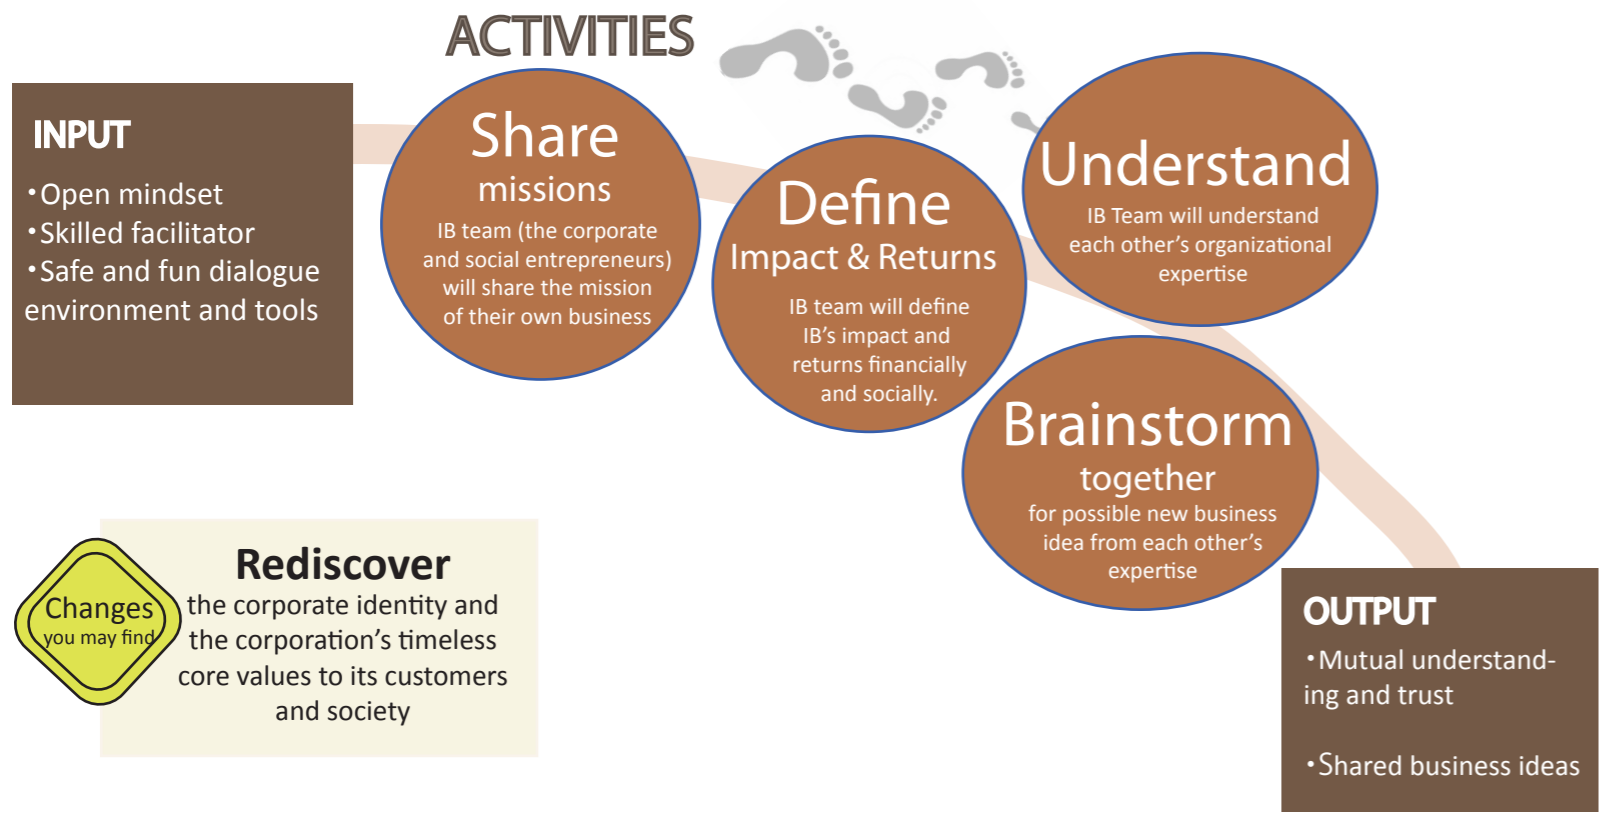 ACTIVITIES
INPUT
•Open mindset
•Skilled facilitator
•Safe and fun dialogue
environment and tools
Share
missions
IB team (the corporate
and social entrepreneurs)
will share the mission
of their own business
Define
Impact & Returns
IB team will define
IB’s impact and
returns financially
and socially.
Understand
IB Team will understand
each other’s organizational
expertise
Brainstorm
together
for possible new business
idea from each other’s
expertise
Changes
you may find
Rediscover
the corporate identity and
the corporation’s timeless
core values to its customers
and society
OUTPUT
•Mutual understand-
ing and trust
•Shared business ideas